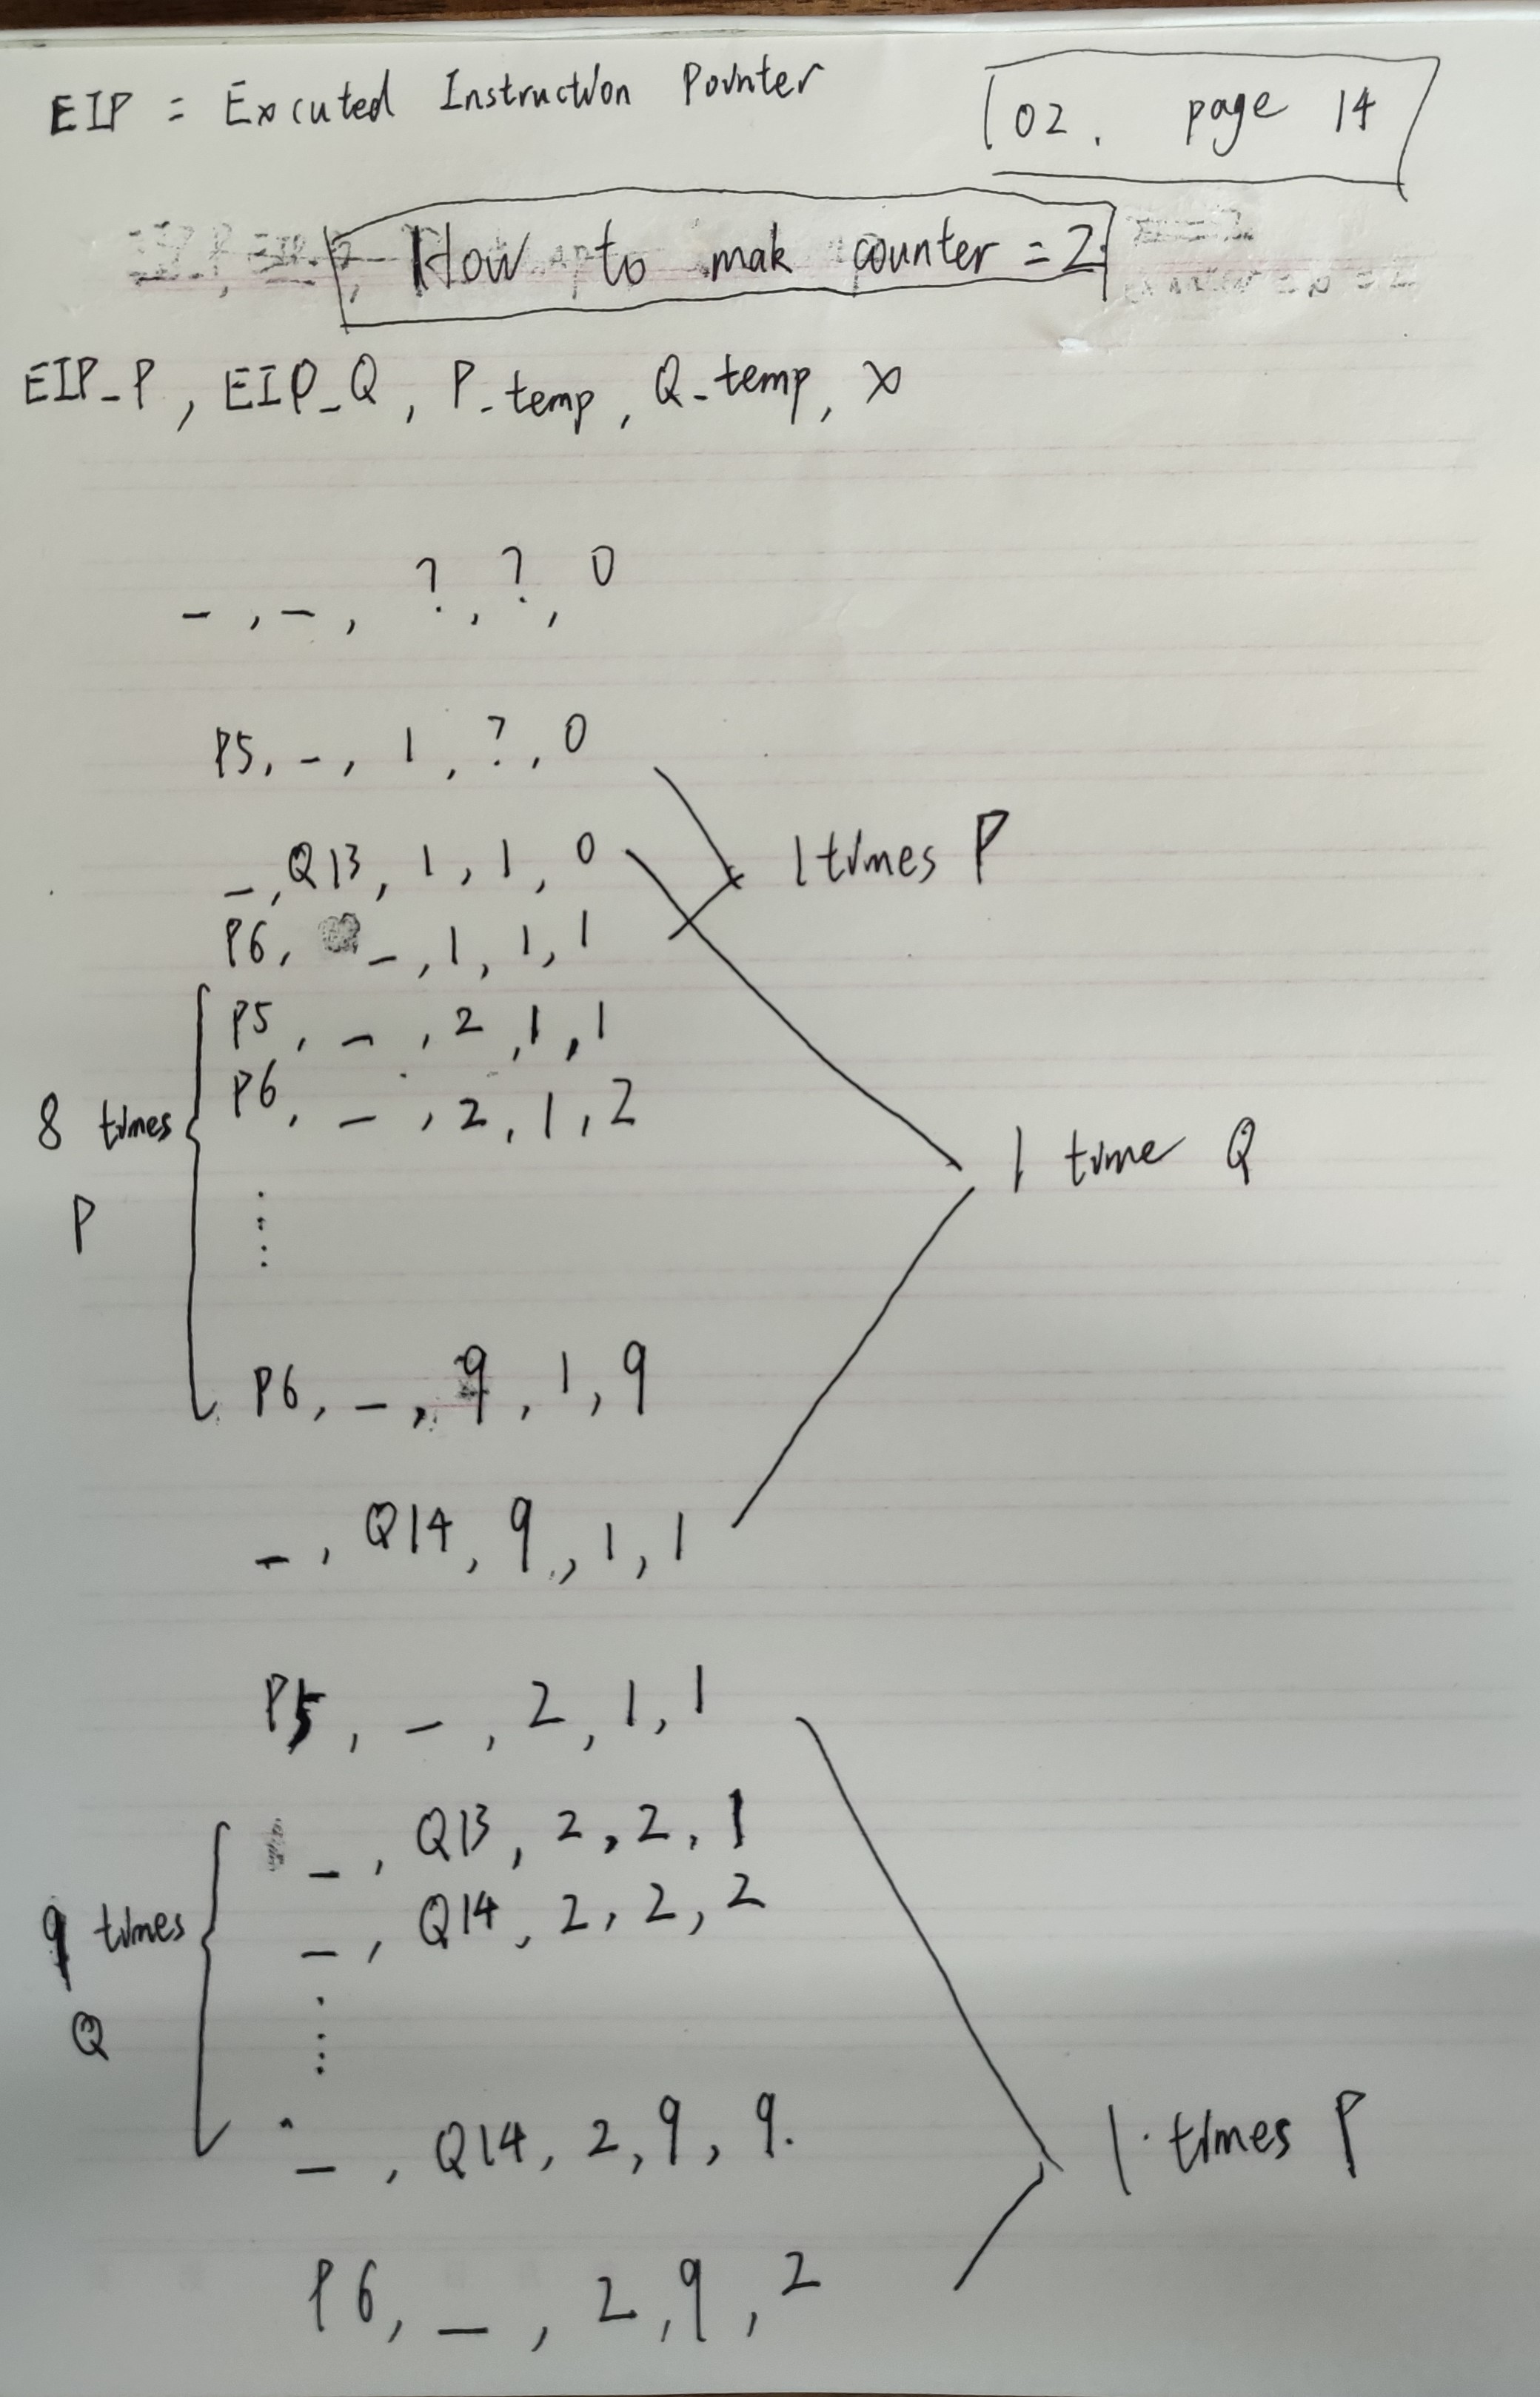 EIP = Excuted Instruction Pointer
02. page 14
How to mak counter = 2
EIP_P, EIP_Q, P_temp, Q_temp, x
_, _, ?, ?, 0
P5, _, 1, ?, 0
_, Q13, 1, 1, 0
1 times P
P6, _, 1, 1, 1
P5, _, 2, 1, 1
P6, _, 2, 1, 2
8 times
P
1 time Q
P6, _, 9, 1, 9
_, Q14, 9, 1, 1
P5, _, 2, 1, 1
_, Q13, 2, 2, 1
_, Q14, 2, 2, 2
9 times
Q
_, Q14, 2, 9, 9.
1 times P
P6, _, 2, 9, 2